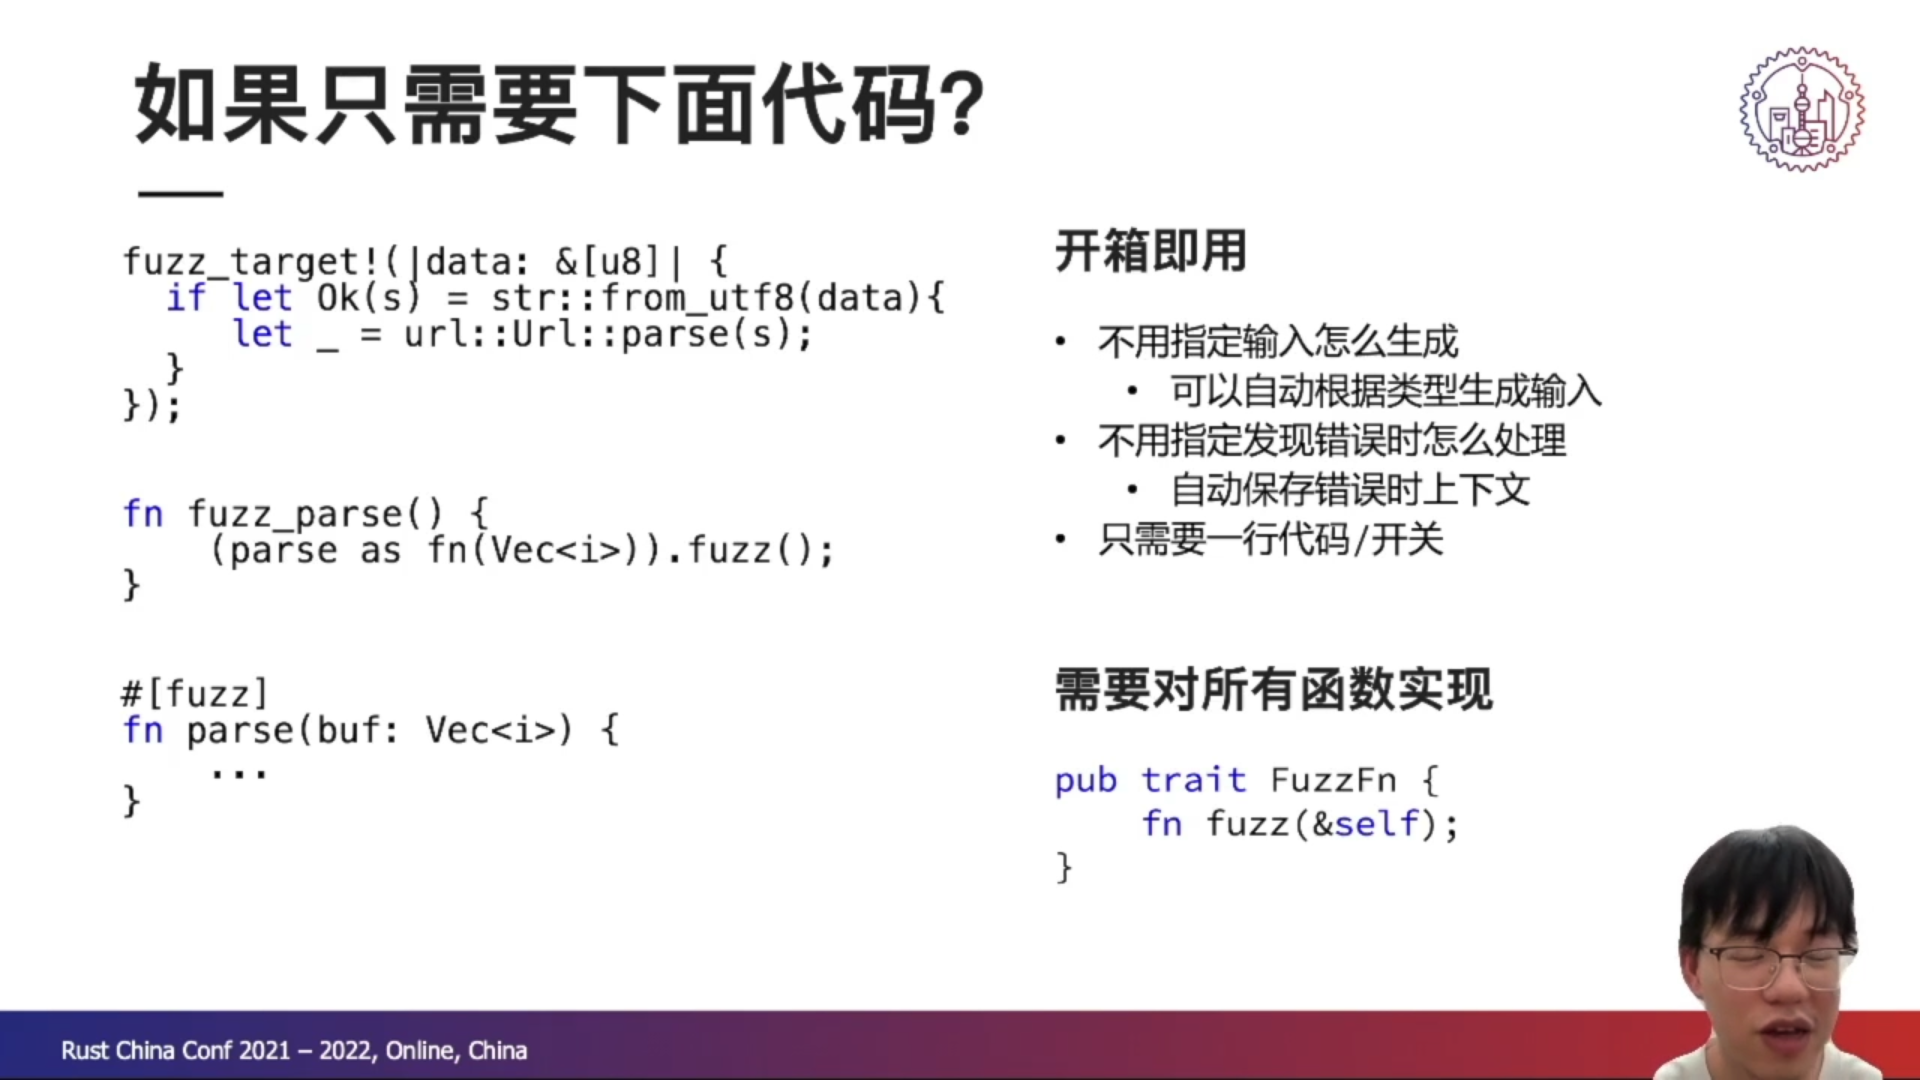 如果只需要下面代码?
fuzz_target!(|data: &[u8]| {
  if let Ok(s) = str::from_utf8(data){
     let _ = url::Url::parse(s);
  }
});
fn fuzz_parse() {
    (parse as fn(Vec<i>)).fuzz();
}
#[fuzz]
fn parse(buf: Vec<i>) {
    ...
}
开箱即用
• 不用指定输入怎么生成
• 可以自动根据类型生成输入
• 不用指定发现错误时怎么处理
• 自动保存错误时上下文
• 只需要一行代码/开关
需要对所有函数实现
pub trait FuzzFn {
    fn fuzz(&self);
}
Rust China Conf 2021 – 2022, Online, China